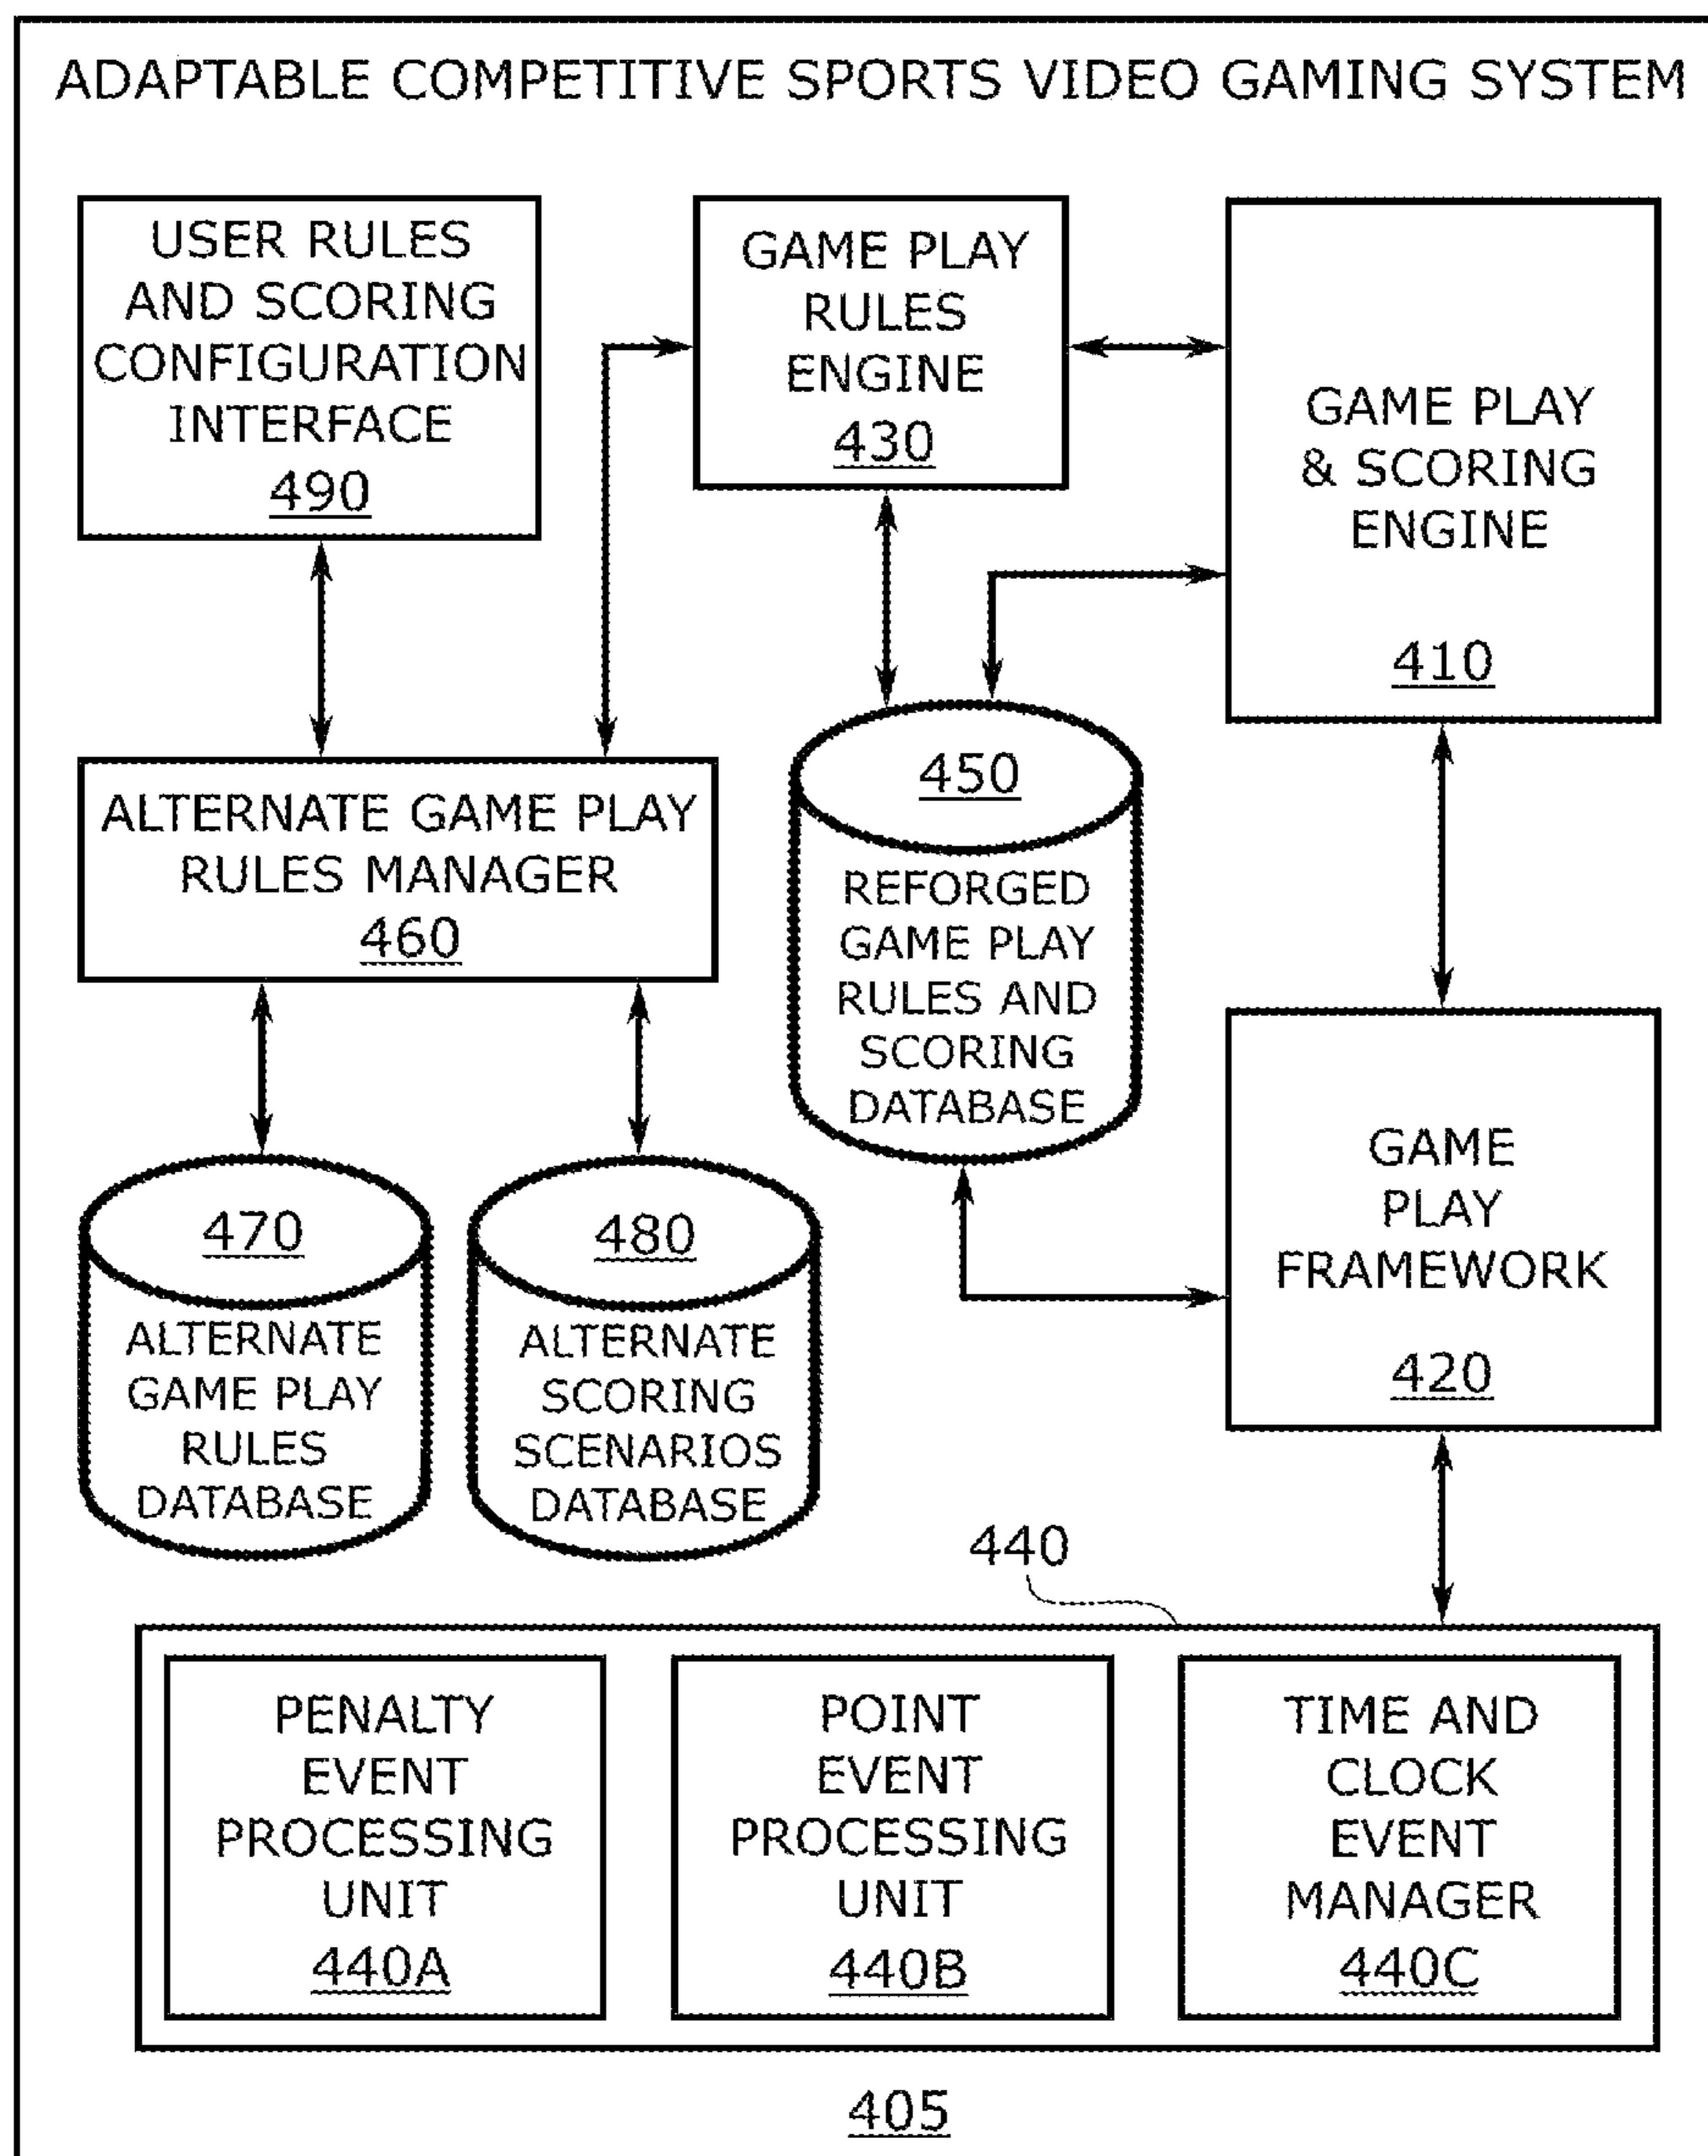 ADAPTABLE COMPETITIVE SPORTS VIDEO GAMING SYSTEM
USER RULES
AND SCORING
CONFIGURATION
INTERFACE
490
GAME PLAY
RULES
ENGINE
430
GAME PLAY
& SCORING
ENGINE
410
ALTERNATE GAME PLAY
RULES MANAGER
460
450
REFORGED
GAME PLAY
RULES AND
SCORING
DATABASE
GAME
PLAY
FRAMEWORK
420
470
ALTERNATE
GAME PLAY
RULES
DATABASE
480
ALTERNATE
SCORING
SCENARIOS
DATABASE
440
PENALTY
EVENT
PROCESSING
UNIT
440A
POINT
EVENT
PROCESSING
UNIT
440B
TIME AND
CLOCK
EVENT
MANAGER
440C
405